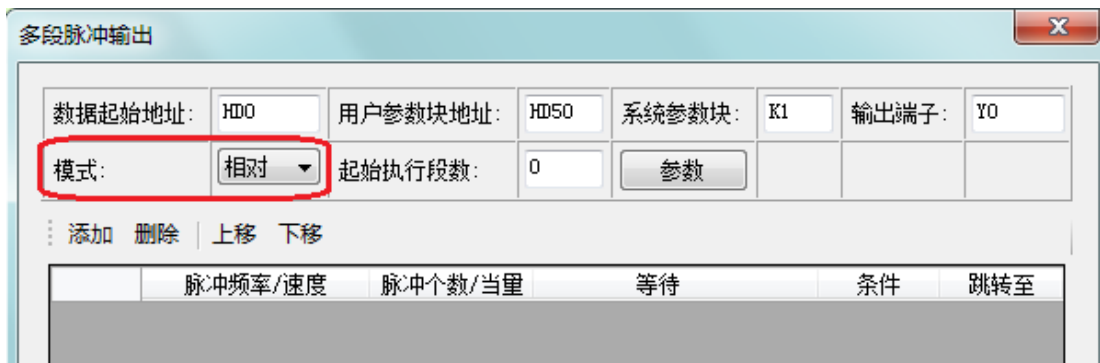 多段脉冲输出
数据起始地址: HD0 用户参数块地址: HD50 系统参数块: K1 输出端子: Y0
模式: 相对 起始执行段数: 0 参数
添加 删除 上移 下移
脉冲频率/速度 脉冲个数/当量 等待 条件 跳转至